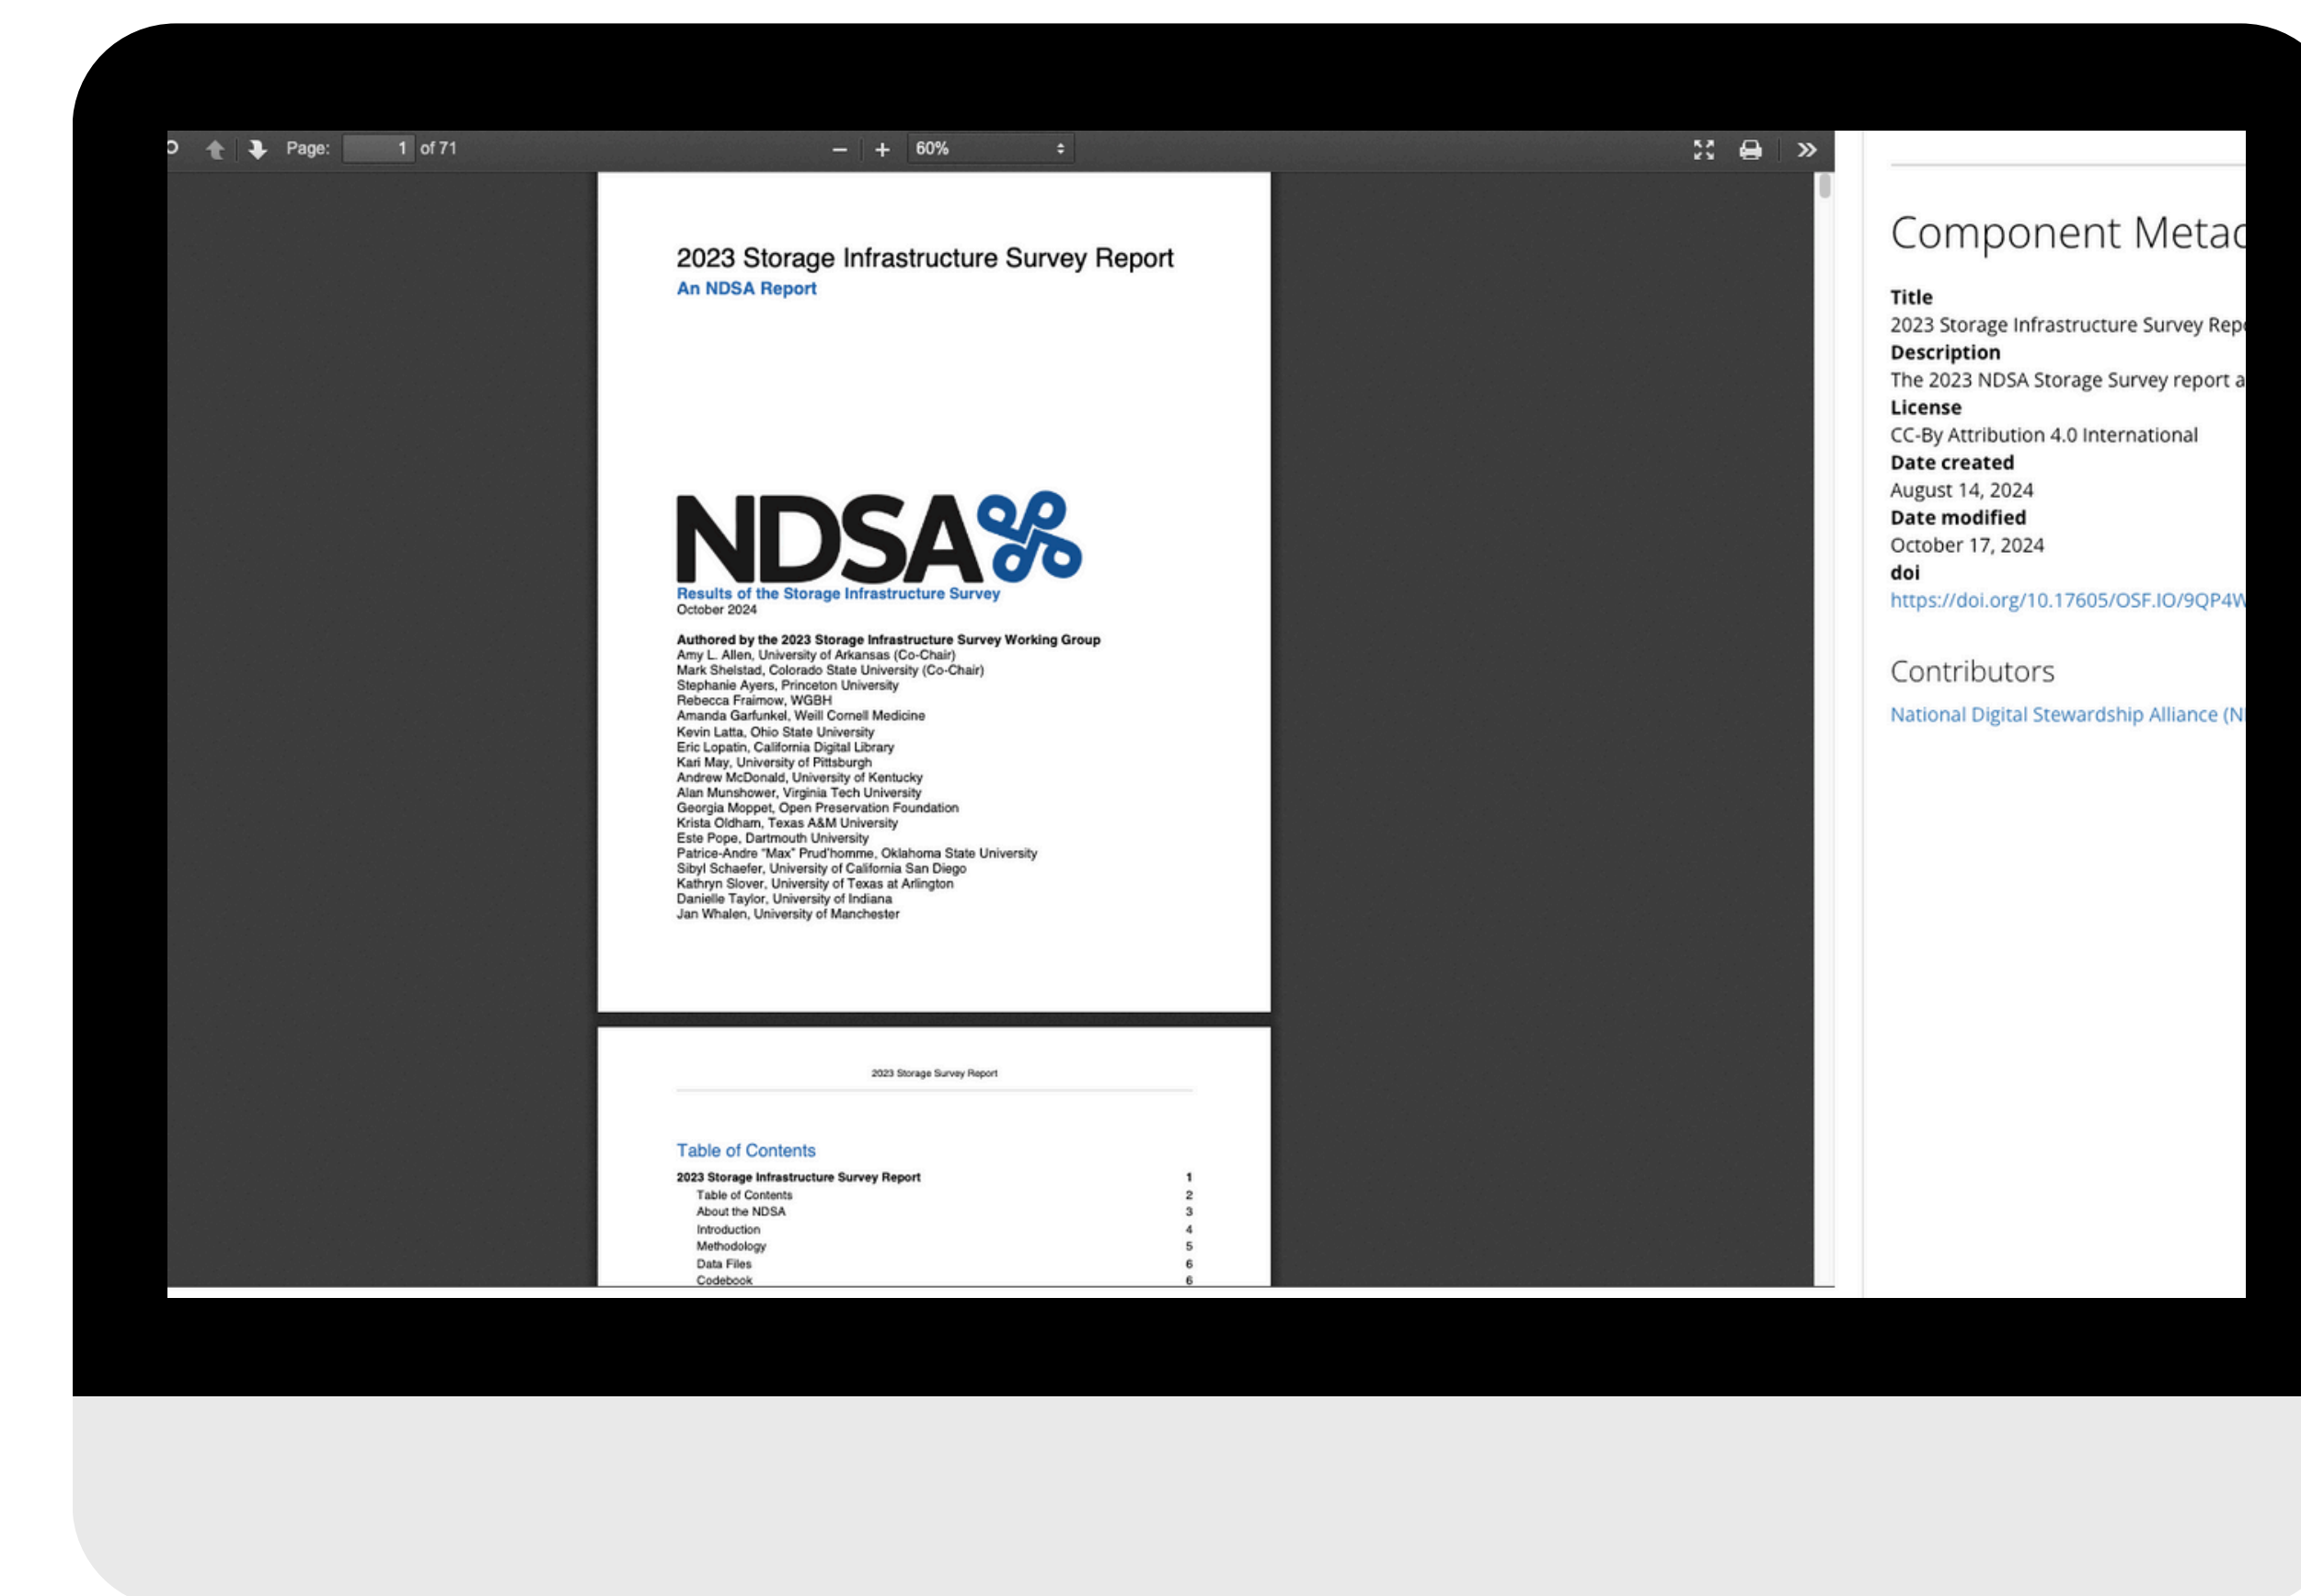 Page: 1 of 71
60%
2023 Storage Infrastructure Survey Report
An NDSA Report
NDSA
Results of the Storage Infrastructure Survey
October 2024
Authored by the 2023 Storage Infrastructure Survey Working Group
Amy L. Allen, University of Arkansas (Co-Chair)
Mark Shelstad, Colorado State University (Co-Chair)
Stephanie Ayers, Princeton University
Rebecca Fraimow, WGBH
Amanda Garfunkel, Weill Cornell Medicine
Kevin Latta, Ohio State University
Eric Lopatin, California Digital Library
Kari May, University of Pittsburgh
Andrew McDonald, University of Kentucky
Alan Munshower, Virginia Tech University
Georgia Moppet, Open Preservation Foundation
Krista Oldham, Texas A&M University
Este Pope, Dartmouth University
Patrice-Andre “Max” Prud’homme, Oklahoma State University
Sibyl Schaefer, University of California San Diego
Kathryn Slover, University of Texas at Arlington
Danielle Taylor, University of Indiana
Jan Whalen, University of Manchester
2023 Storage Survey Report
Table of Contents
2023 Storage Infrastructure Survey Report 1
Table of Contents 2
About the NDSA 3
Introduction 4
Methodology 5
Data Files 6
Codebook 6
Component Metad
Title
2023 Storage Infrastructure Survey Repo
Description
The 2023 NDSA Storage Survey report a
License
CC-By Attribution 4.0 International
Date created
August 14, 2024
Date modified
October 17, 2024
doi
https://doi.org/10.17605/OSF.IO/9QP4W
Contributors
National Digital Stewardship Alliance (N